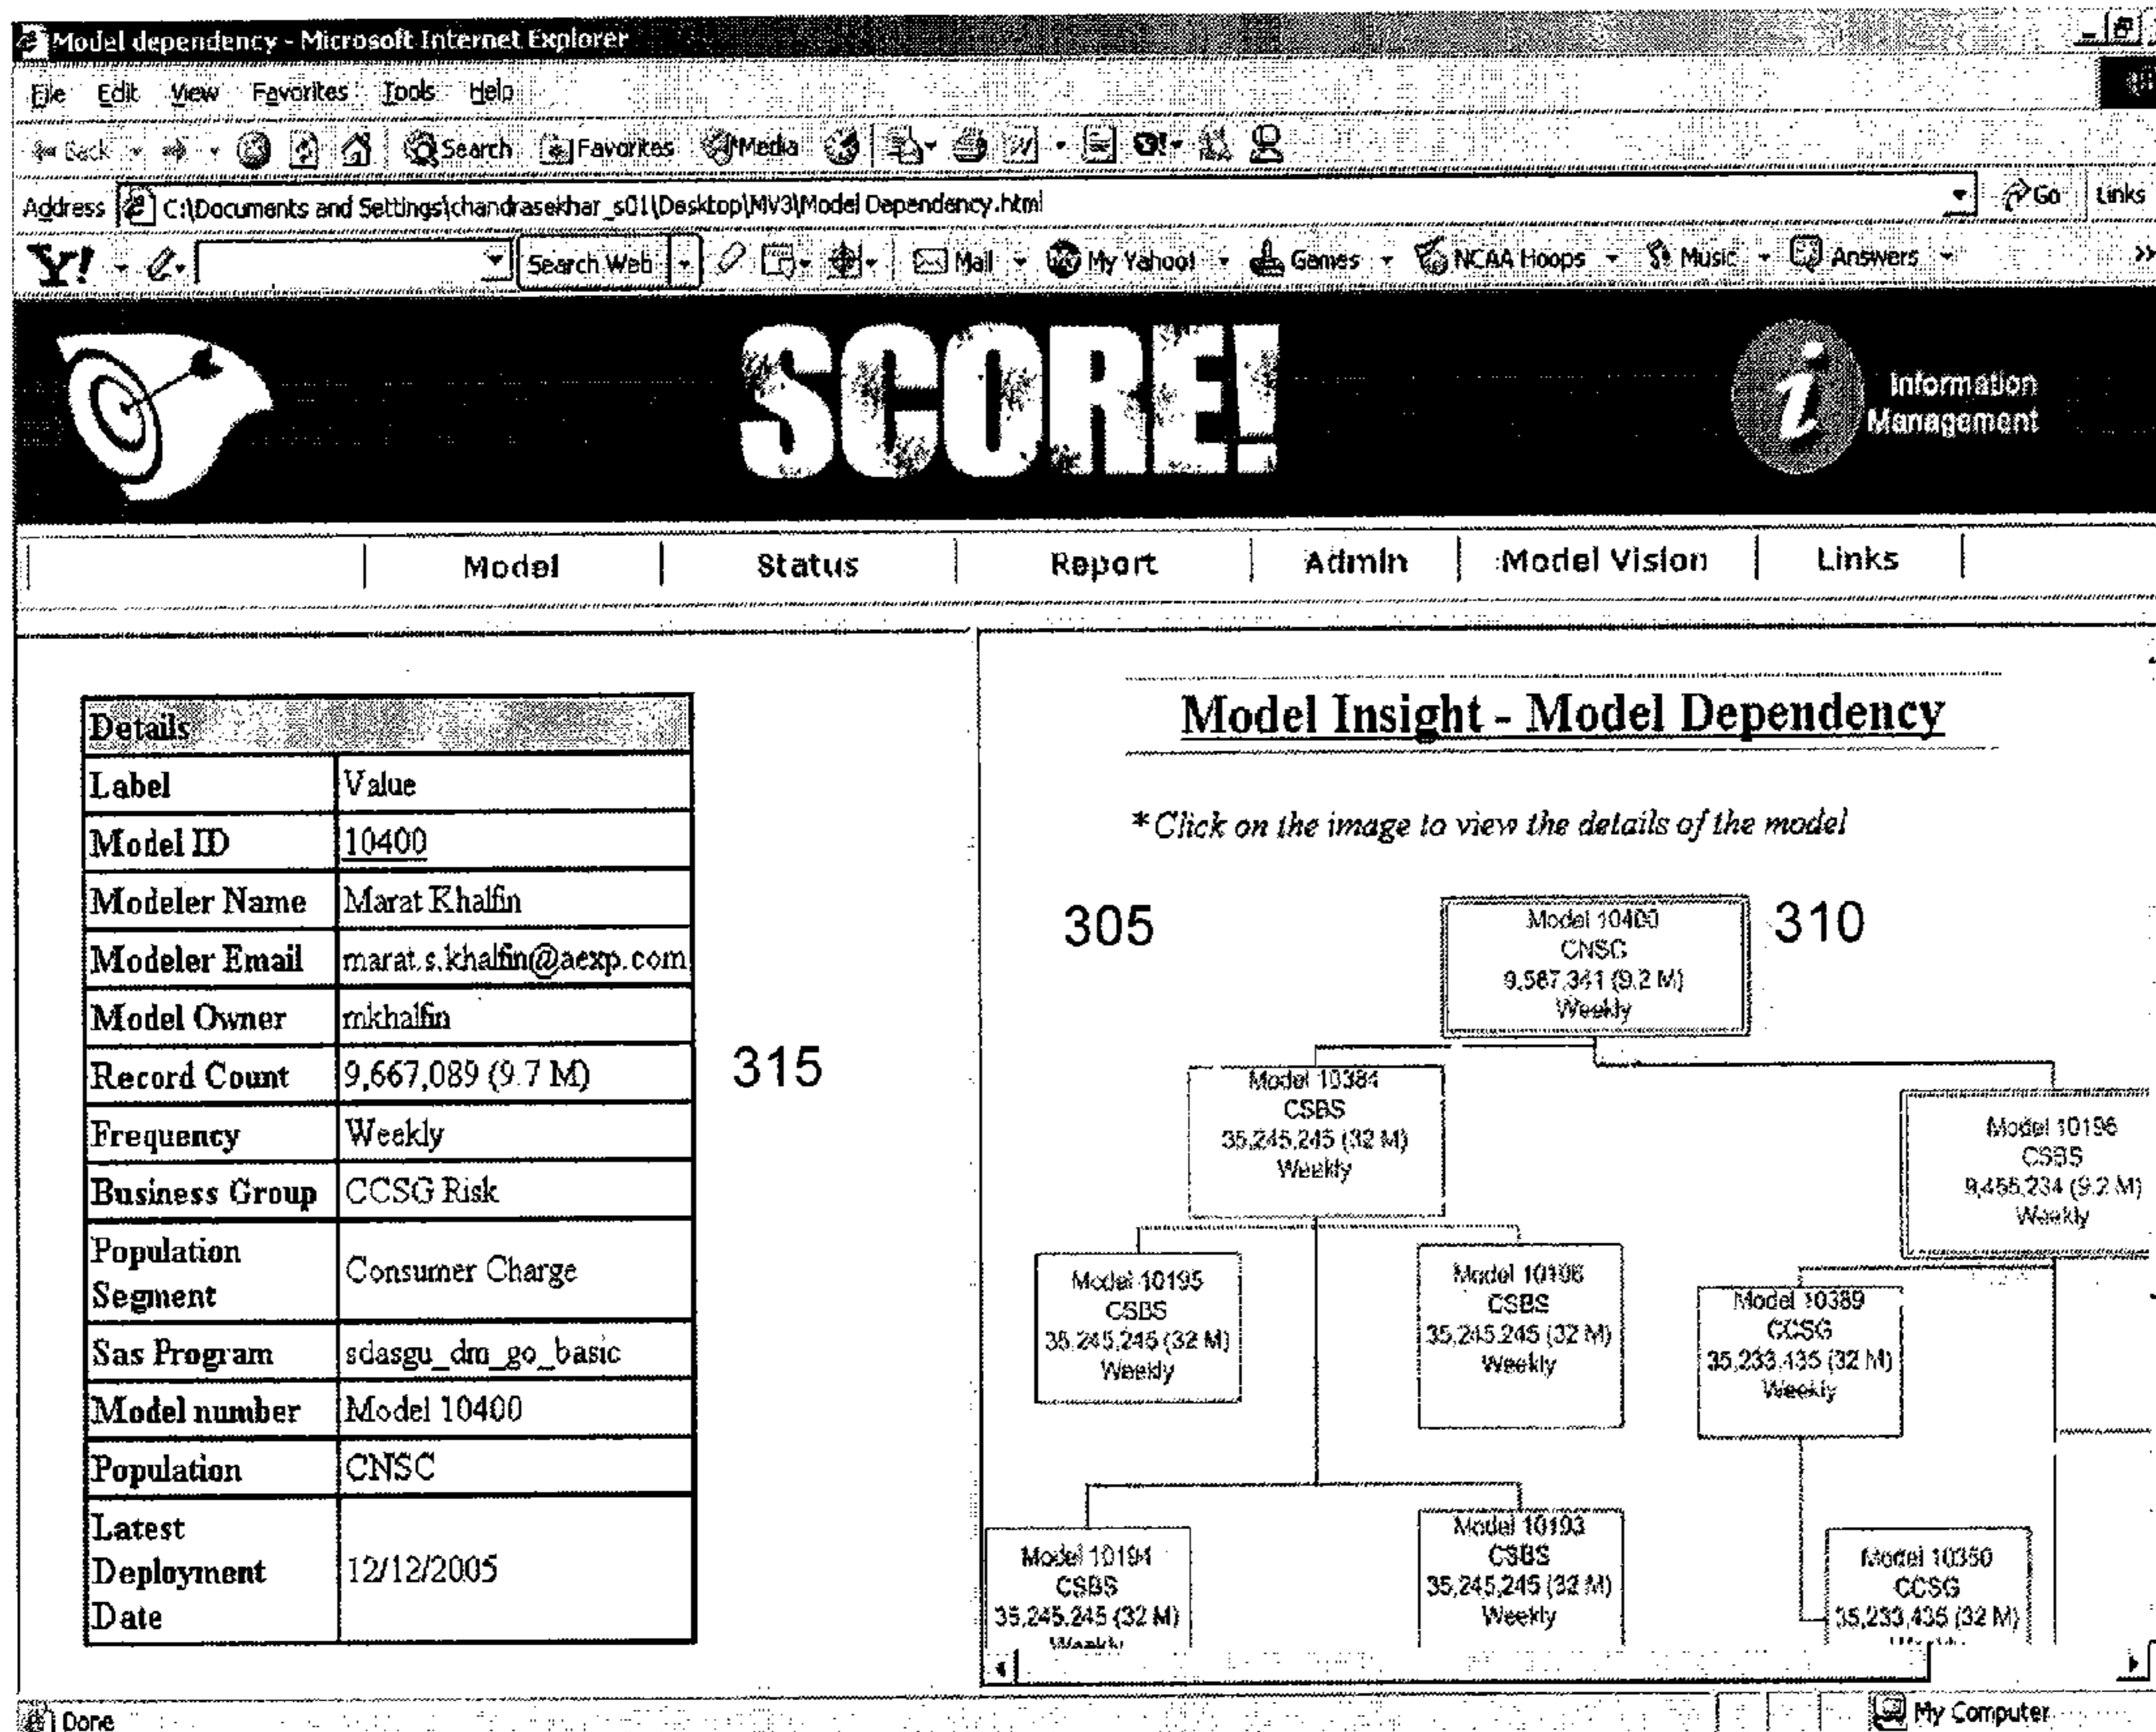 Model dependency - Microsoft Internet Explorer
File Edit View Favorites Tools Help
Back Search Favorites Media
Address C:\Documents and Settings\chandrasekhar_s01\Desktop\MV3\Model Dependency.html Go Links
Y! Search Web Mail My Yahoo! Games NCAA Hoops Music Answers >>
SCORE!
i Information
Management
Model Status Report Admin Model Vision Links
Details
Label Value
Model ID 10400
Modeler Name Marat Khalfin
Modeler Email marat.s.khalfin@aexp.com
Model Owner mkhalfin
Record Count 9,667,089 (9.7 M)
Frequency Weekly
Business Group CCSG Risk
Population
Segment
Consumer Charge
Sas Program sdasgu_dm_go_basic
Model number Model 10400
Population CNSC
Latest
Deployment
Date
12/12/2005
315
Model Insight - Model Dependency
*Click on the image to view the details of the model
305
310
Model 10400
CNSC
9,587,341 (9.2 M)
Weekly
Model 10384
CSBS
35,245,245 (32 M)
Weekly
Model 10196
CSBS
(9.2 M)
Weekly
Model 10195
CSBS
35,245,245 (32 M)
Weekly
Model
CSBS
35,245,245 (32 M)
Weekly
Model 10389
CCSG
35,233,435 (32 M)
Weekly
Model 10194
CSBS
35,245,245 (32 M)
Weekly
Model 10193
CSBS
35,245,245 (32 M)
Weekly
Model
CCSG
35,233,435 (32 M)
Done My Computer